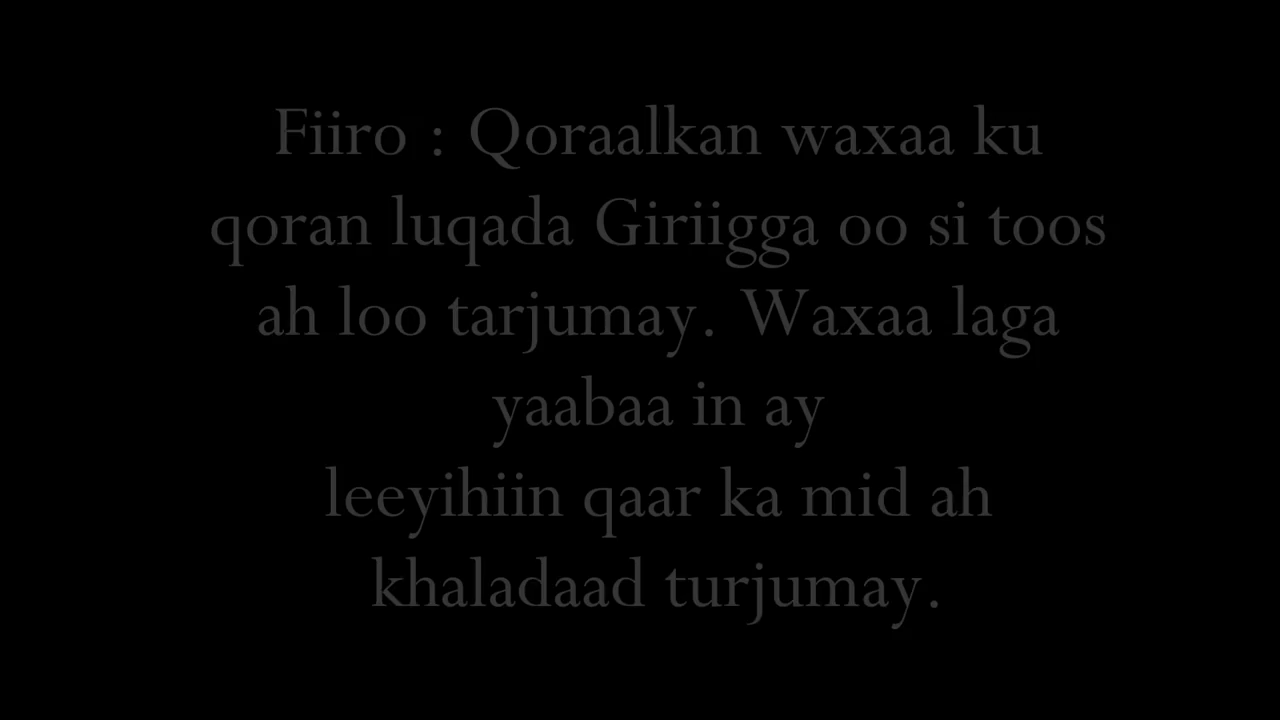 Fiiro : Qoraalkan waxaa ku
qoran luqada Giriigga oo si toos
ah loo tarjumay. Waxaa laga
yaabaa in ay
leeyihiin qaar ka mid ah
khaladaad turjumay.